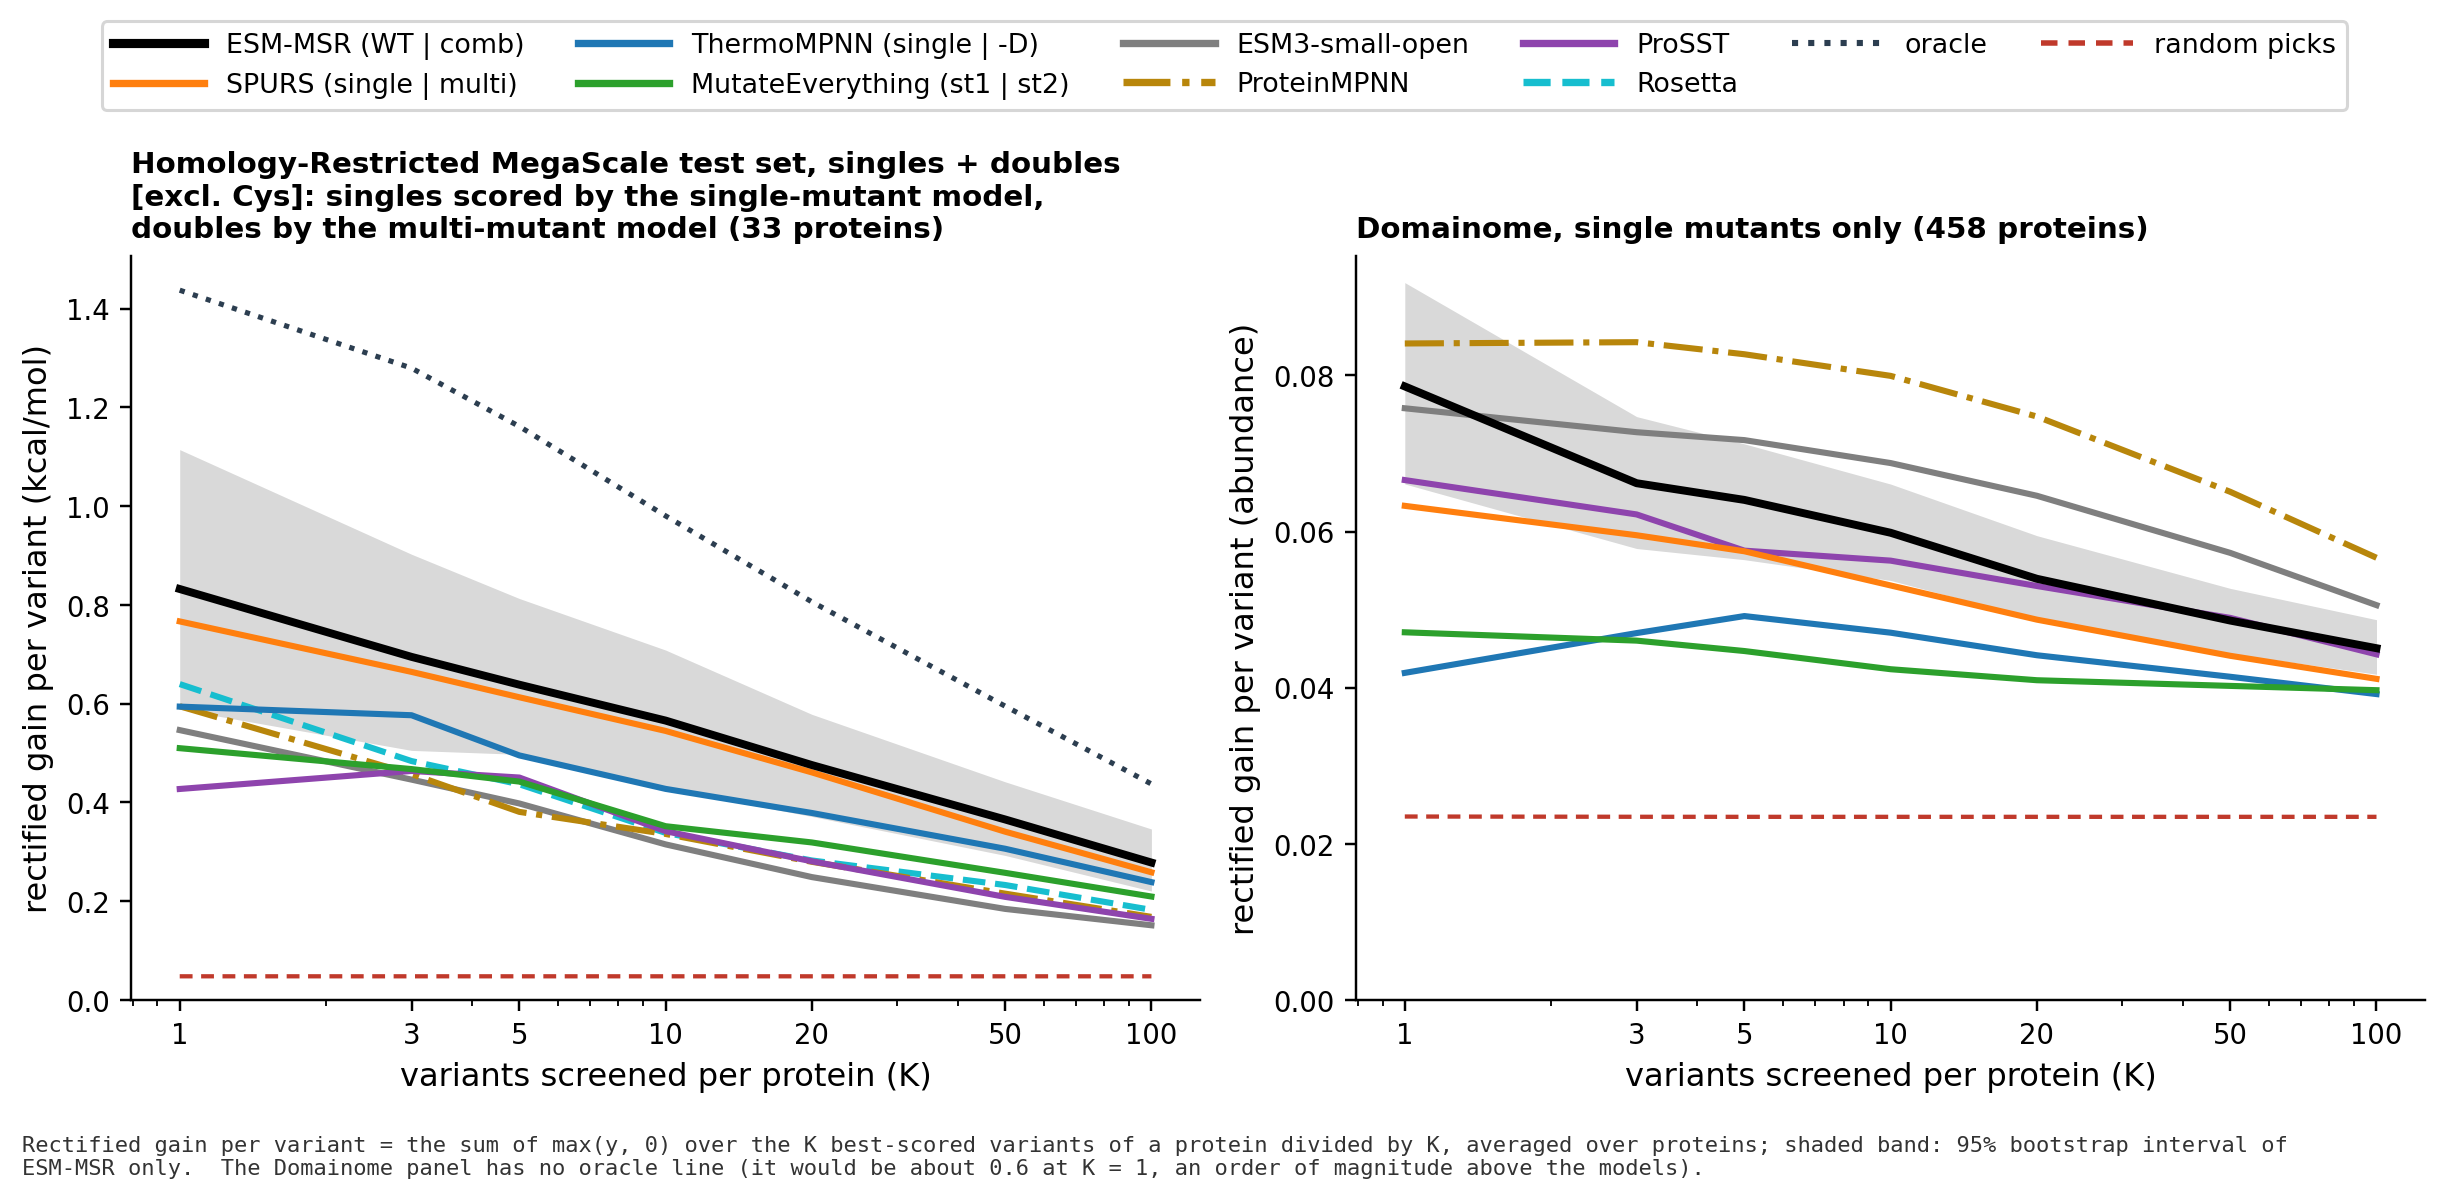 ESM-MSR (WT | comb)
SPURS (single | multi)
ThermoMPNN (single | -D)
MutateEverything (st1 | st2)
ESM3-small-open
ProteinMPNN
ProSST
Rosetta
oracle
random picks
Homology-Restricted MegaScale test set, singles + doubles
[excl. Cys]: singles scored by the single-mutant model,
doubles by the multi-mutant model (33 proteins)
rectified gain per variant (kcal/mol)
1.4
1.2
1.0
0.8
0.6
0.4
0.2
0.0
1 3 5 10 20 50 100
variants screened per protein (K)
Domainome, single mutants only (458 proteins)
rectified gain per variant (abundance)
0.08
0.06
0.04
0.02
0.00
1 3 5 10 20 50 100
variants screened per protein (K)
Rectified gain per variant = the sum of max(y, 0) over the K best-scored variants of a protein divided by K, averaged over proteins; shaded band: 95% bootstrap interval of
ESM-MSR only.  The Domainome panel has no oracle line (it would be about 0.6 at K = 1, an order of magnitude above the models).